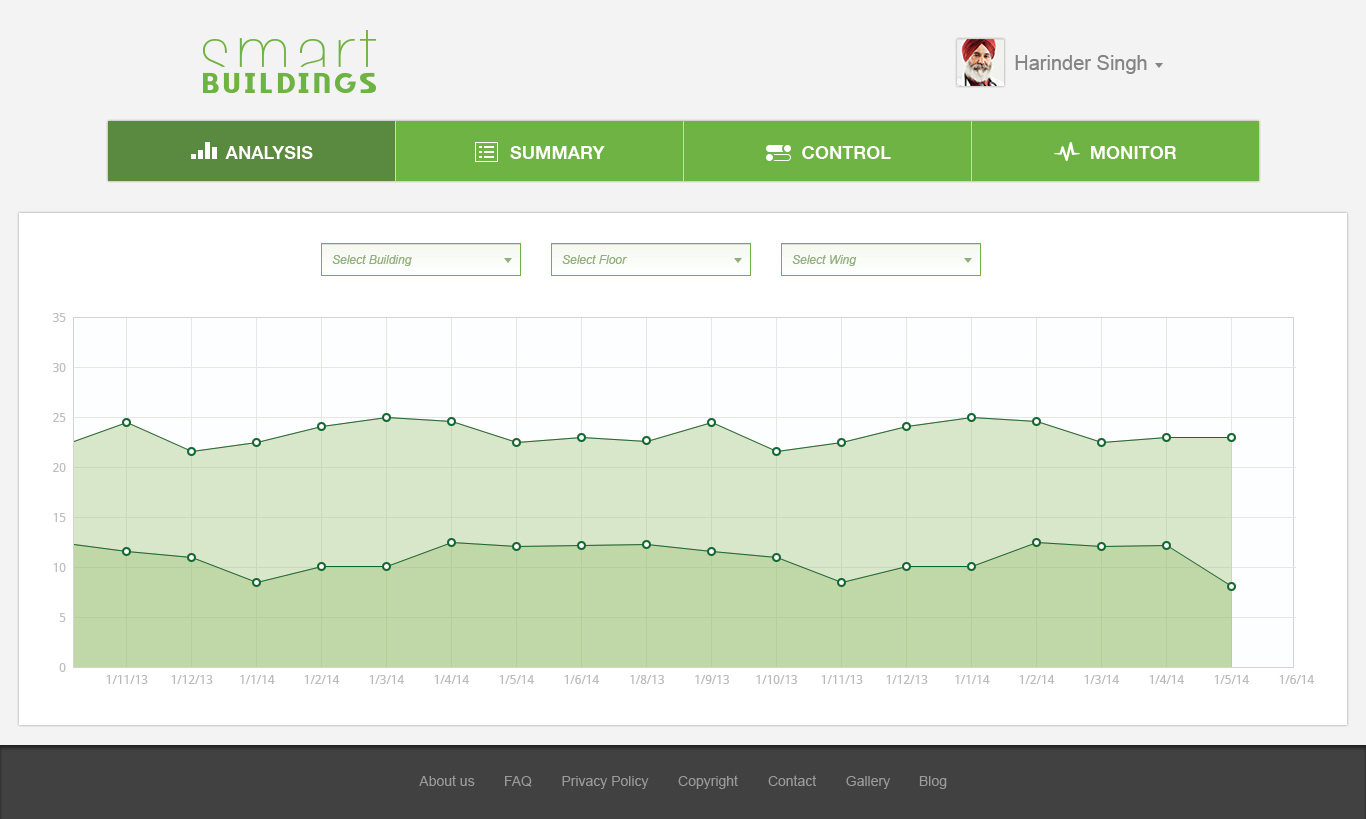 smart
BUILDINGS
Harinder Singh
ANALYSIS SUMMARY CONTROL MONITOR
Select Building Select Floor Select Wing
35
30
25
20
15
10
5
0
1/11/13 1/12/13 1/1/14 1/2/14 1/3/14 1/4/14 1/5/14 1/6/14 1/8/13 1/9/13 1/10/13 1/11/13 1/12/13 1/1/14 1/2/14 1/3/14 1/4/14 1/5/14 1/6/14
About us FAQ Privacy Policy Copyright Contact Gallery Blog